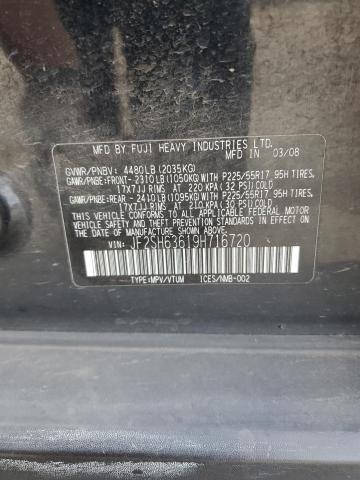 MFD BY FUJI HEAVY INDUSTRIES LTD.
MFD IN 03/08
GVWR/PNBV: 4480LB(2035KG)
GAWR/PNBE:FRONT-2310LB(1050KG)WITH P225/55R17 95H TIRES,
17X7JJ RIMS AT 220 KPA(32 PSI)COLD
GAWR/PNBE:REAR -2410LB(1095KG)WITH P225/55R17 95H TIRES,
17X7JJ RIMS AT 210 KPA(30 PSI)COLD
THIS VEHICLE CONFORMS TO ALL APPLICABLE FEDERAL
MOTOR VEHICLE SAFETY AND
THEFT PREVENTION STANDARDS IN EFFECT ON THE
DATE OF MANUFACTURE SHOWN ABOVE.
VIN: JF2SH63619H716720
TYPE:MPV/VTUM ICES/NMB-002